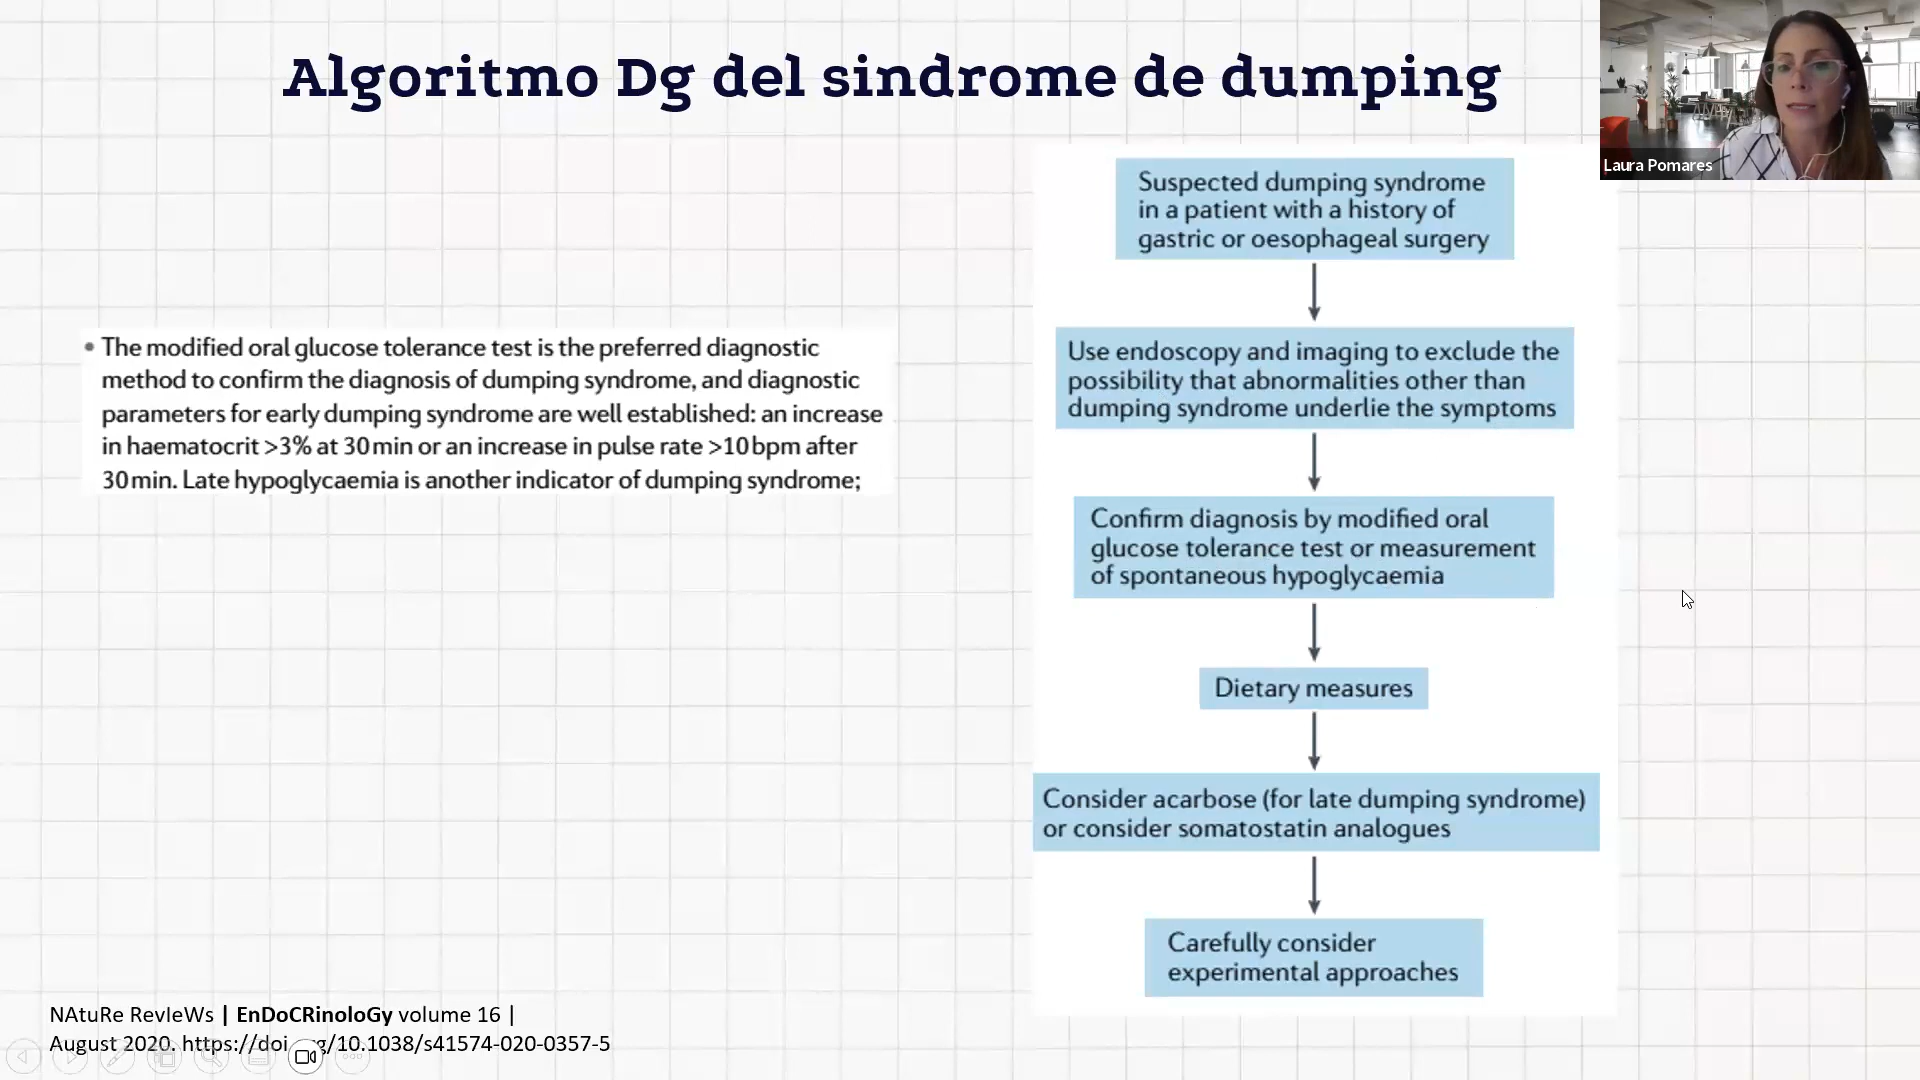 Algoritmo Dg del sindrome de dumping
Laura Pomares
• The modified oral glucose tolerance test is the preferred diagnostic
method to confirm the diagnosis of dumping syndrome, and diagnostic
parameters for early dumping syndrome are well established: an increase
in haematocrit >3% at 30 min or an increase in pulse rate >10 bpm after
30 min. Late hypoglycaemia is another indicator of dumping syndrome;
Suspected dumping syndrome
in a patient with a history of
gastric or oesophageal surgery
Use endoscopy and imaging to exclude the
possibility that abnormalities other than
dumping syndrome underlie the symptoms
Confirm diagnosis by modified oral
glucose tolerance test or measurement
of spontaneous hypoglycaemia
Dietary measures
Consider acarbose (for late dumping syndrome)
or consider somatostatin analogues
Carefully consider
experimental approaches
NAtuRe RevIeWs | EnDoCRinoloGy volume 16 |
August 2020. https://doi g/10.1038/s41574-020-0357-5